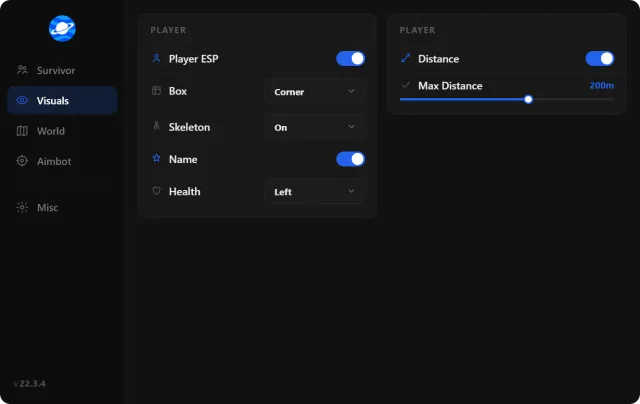 Survivor
Visuals
World
Aimbot
Misc
v.22.3.4
PLAYER
Player ESP
Box Corner
Skeleton On
Name
Health Left
PLAYER
Distance
Max Distance 200m